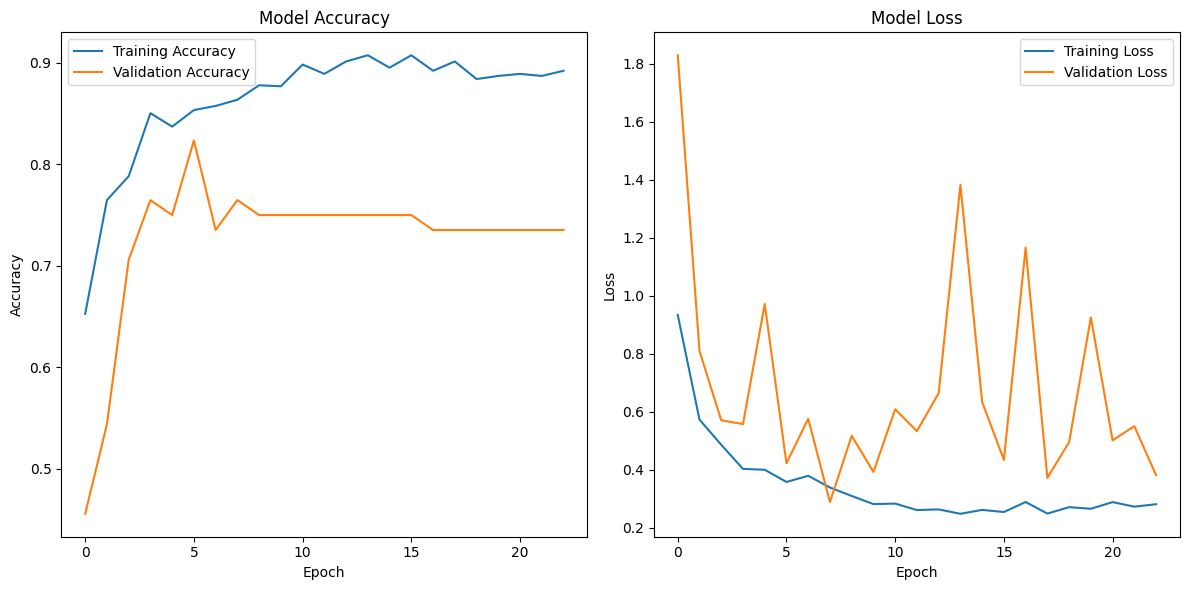 Model Accuracy
Training Accuracy
Validation Accuracy
0.9
0.8
0.7
0.6
0.5
Accuracy
0
5
10
15
20
Epoch
Model Loss
Training Loss
Validation Loss
1.8
1.6
1.4
1.2
1.0
0.8
0.6
0.4
0.2
Loss
0
5
10
15
20
Epoch